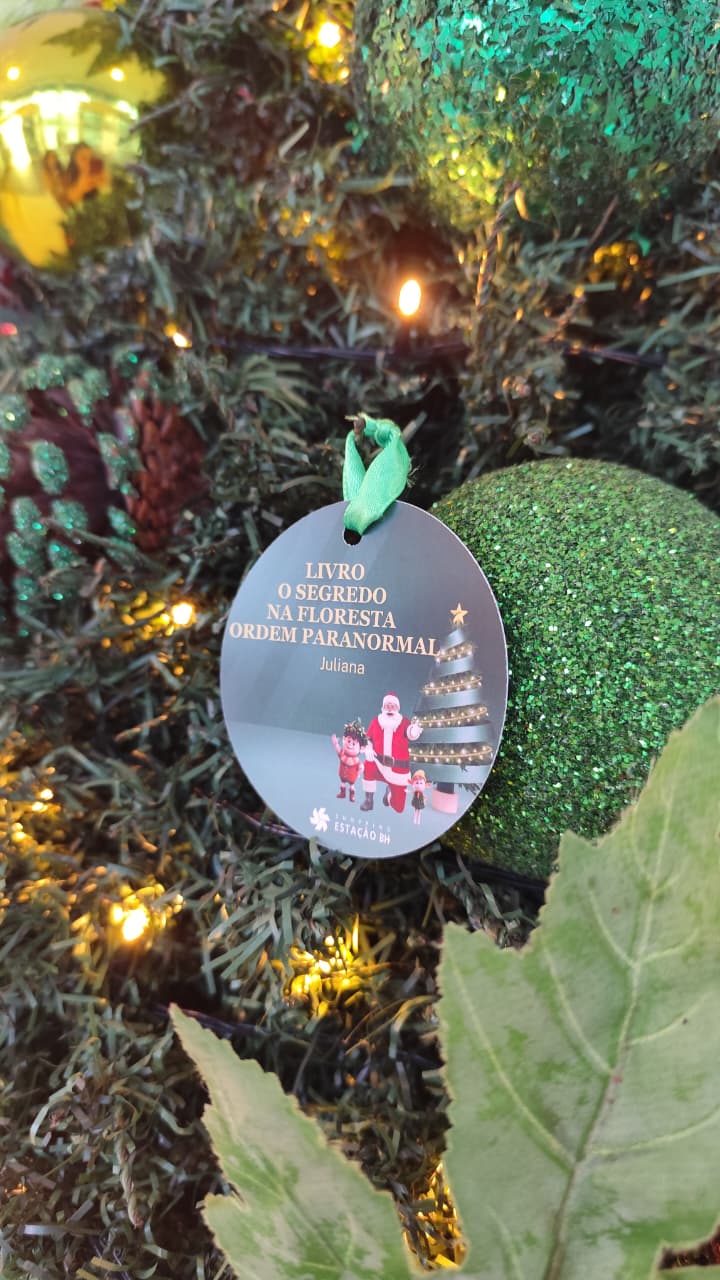 LIVRO
O SEGREDO
NA FLORESTA
ORDEM PARANORMAL
Juliana
SHOPPING
ESTAÇÃO BH